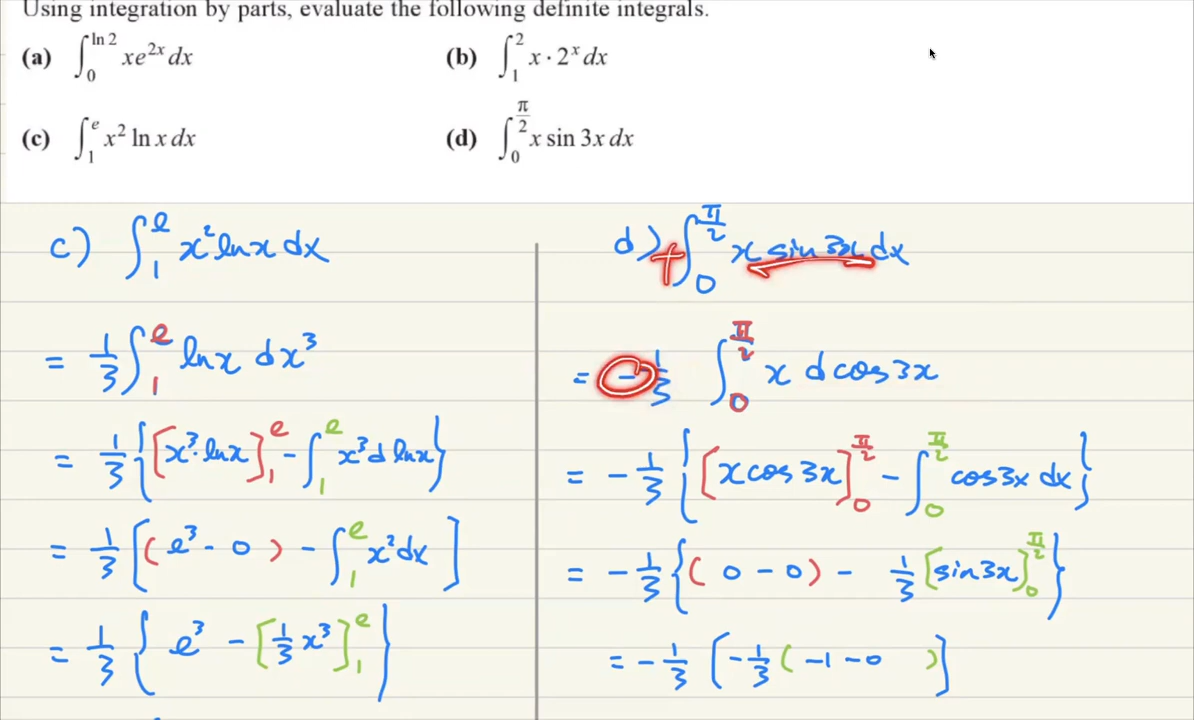 Using integration by parts, evaluate the following definite integrals.
(a) ∫₀^{ln 2} xe^{2x} dx
(b) ∫₁² x · 2^x dx
(c) ∫₁^e x² ln x dx
(d) ∫₀^{π/2} x sin 3x dx
c) ∫₁^e x² ln x dx
= 1/3 ∫₁^e ln x dx³
= 1/3 { [x³· ln x]₁^e - ∫₁^e x³ d ln x }
= 1/3 [ ( e³ - 0 ) - ∫₁^e x² dx ]
= 1/3 { e³ - [1/3 x³]₁^e }
d) + ∫₀^{π/2} x sin 3x dx
= - 1/3 ∫₀^{π/2} x d cos 3x
= - 1/3 { [x cos 3x]₀^{π/2} - ∫₀^{π/2} cos 3x dx }
= - 1/3 { ( 0 - 0 ) - 1/3 [sin 3x]₀^{π/2} }
= - 1/3 [ - 1/3 ( -1 - 0 ) ]